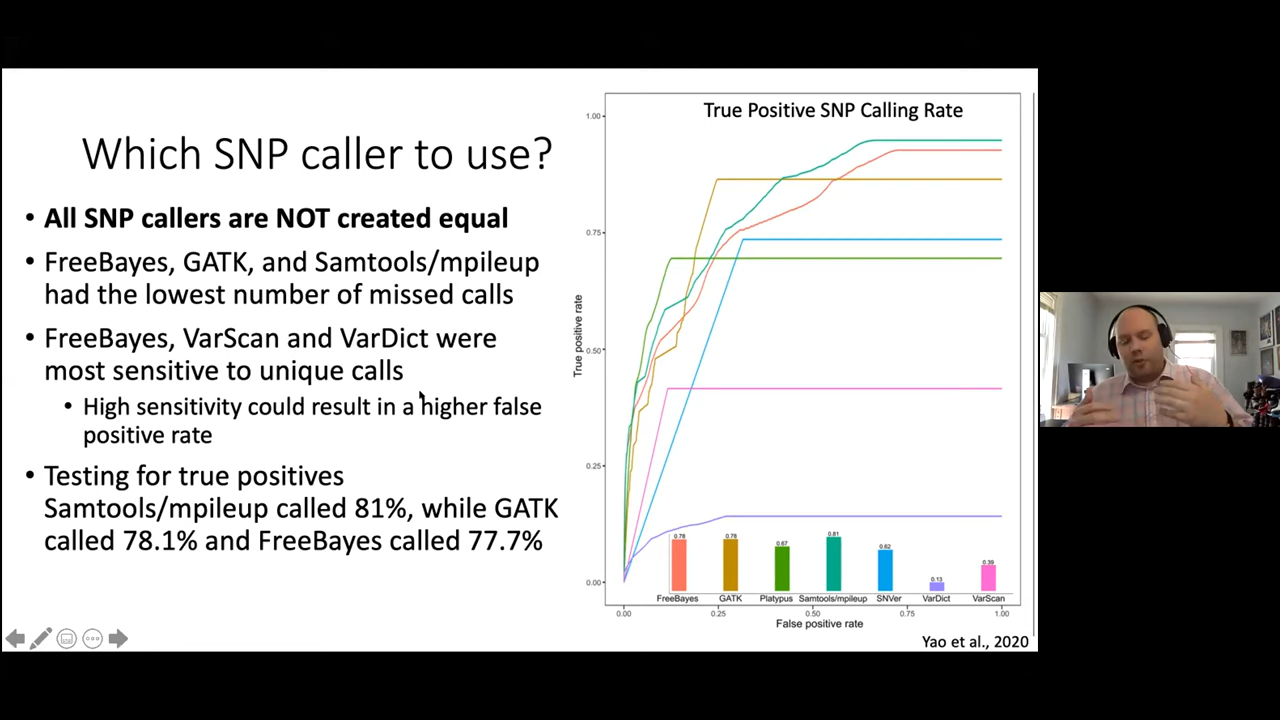 Which SNP caller to use?
• All SNP callers are NOT created equal
• FreeBayes, GATK, and Samtools/mpileup
had the lowest number of missed calls
• FreeBayes, VarScan and VarDict were
most sensitive to unique calls
• High sensitivity could result in a higher false
positive rate
• Testing for true positives
Samtools/mpileup called 81%, while GATK
called 78.1% and FreeBayes called 77.7%
True Positive SNP Calling Rate
True positive rate
1.00
0.75
0.50
0.25
0.00
0.78 0.78 0.67 0.81 0.62 0.13 0.39
FreeBayes GATK Platypus Samtools/mpileup SNVer VarDict VarScan
0.00 0.25 0.50 0.75 1.00
False positive rate
Yao et al., 2020